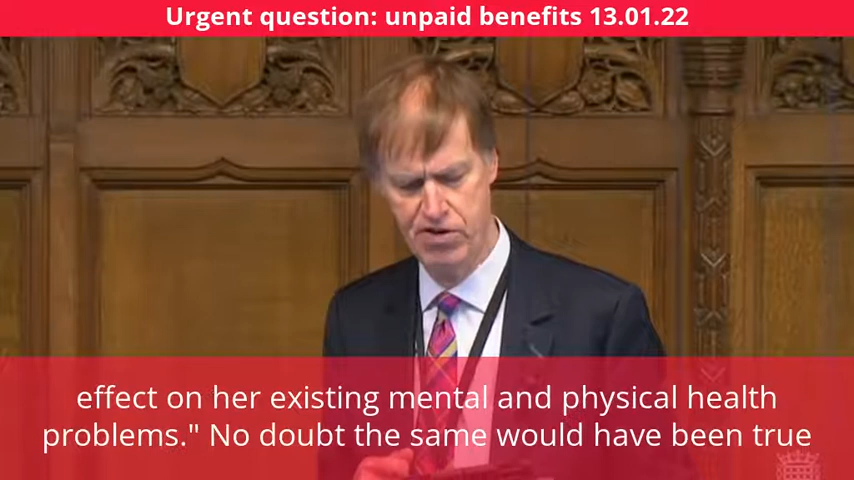 Urgent question: unpaid benefits 13.01.22
effect on her existing mental and physical health
problems." No doubt the same would have been true